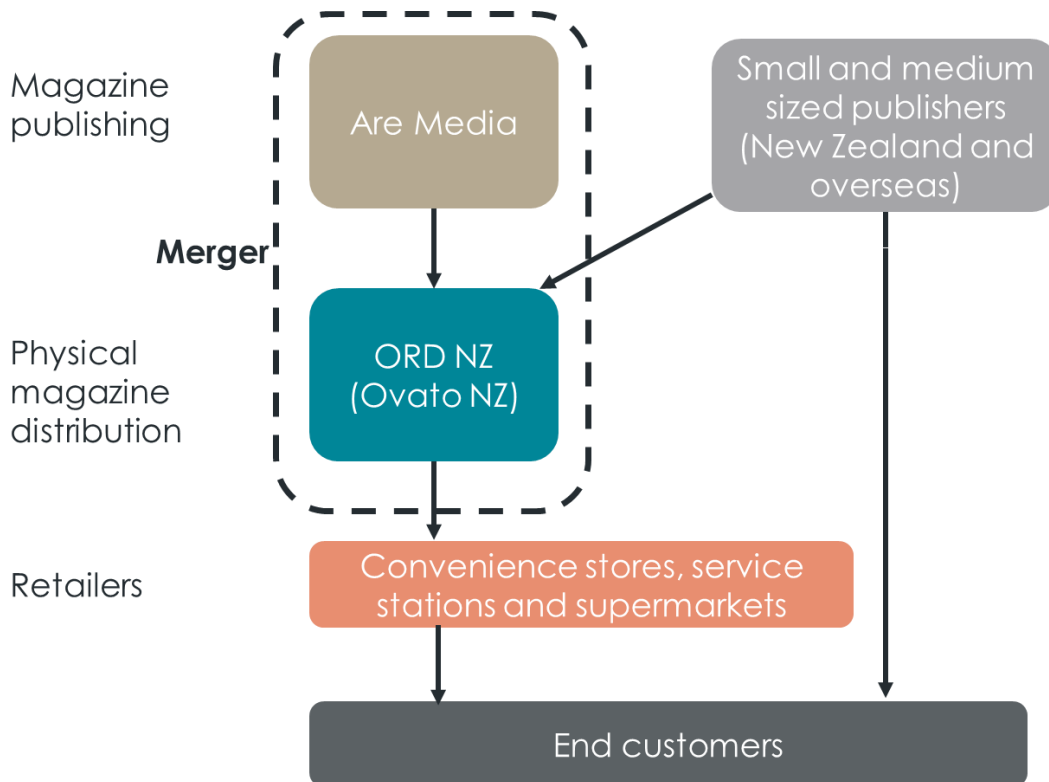 Magazine
publishing
Are Media
Small and medium
sized publishers
(New Zealand and
overseas)
Merger
Physical
magazine
distribution
ORD NZ
(Ovato NZ)
Retailers
Convenience stores, service
stations and supermarkets
End customers